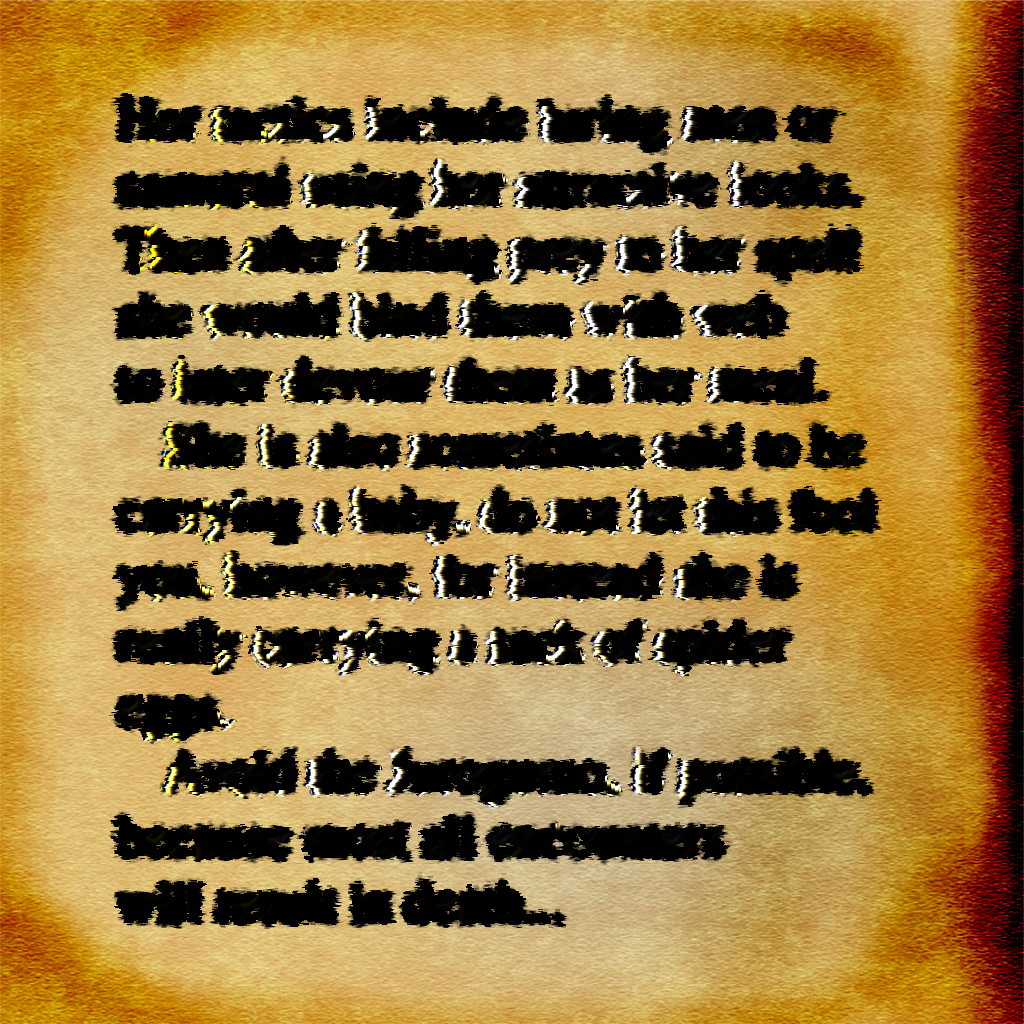 Her tactics include luring men or
using her attractive looks.
Then after falling prey to her spell
she would bind them with web
to later devour them as her meal.
She is also sometimes said to be
carrying a baby, do not let this fool
you, however, for instead she is
really carrying a nest of spider
eggs.
Avoid the Jorogumo, if possible,
because most all encounters
will result in death...